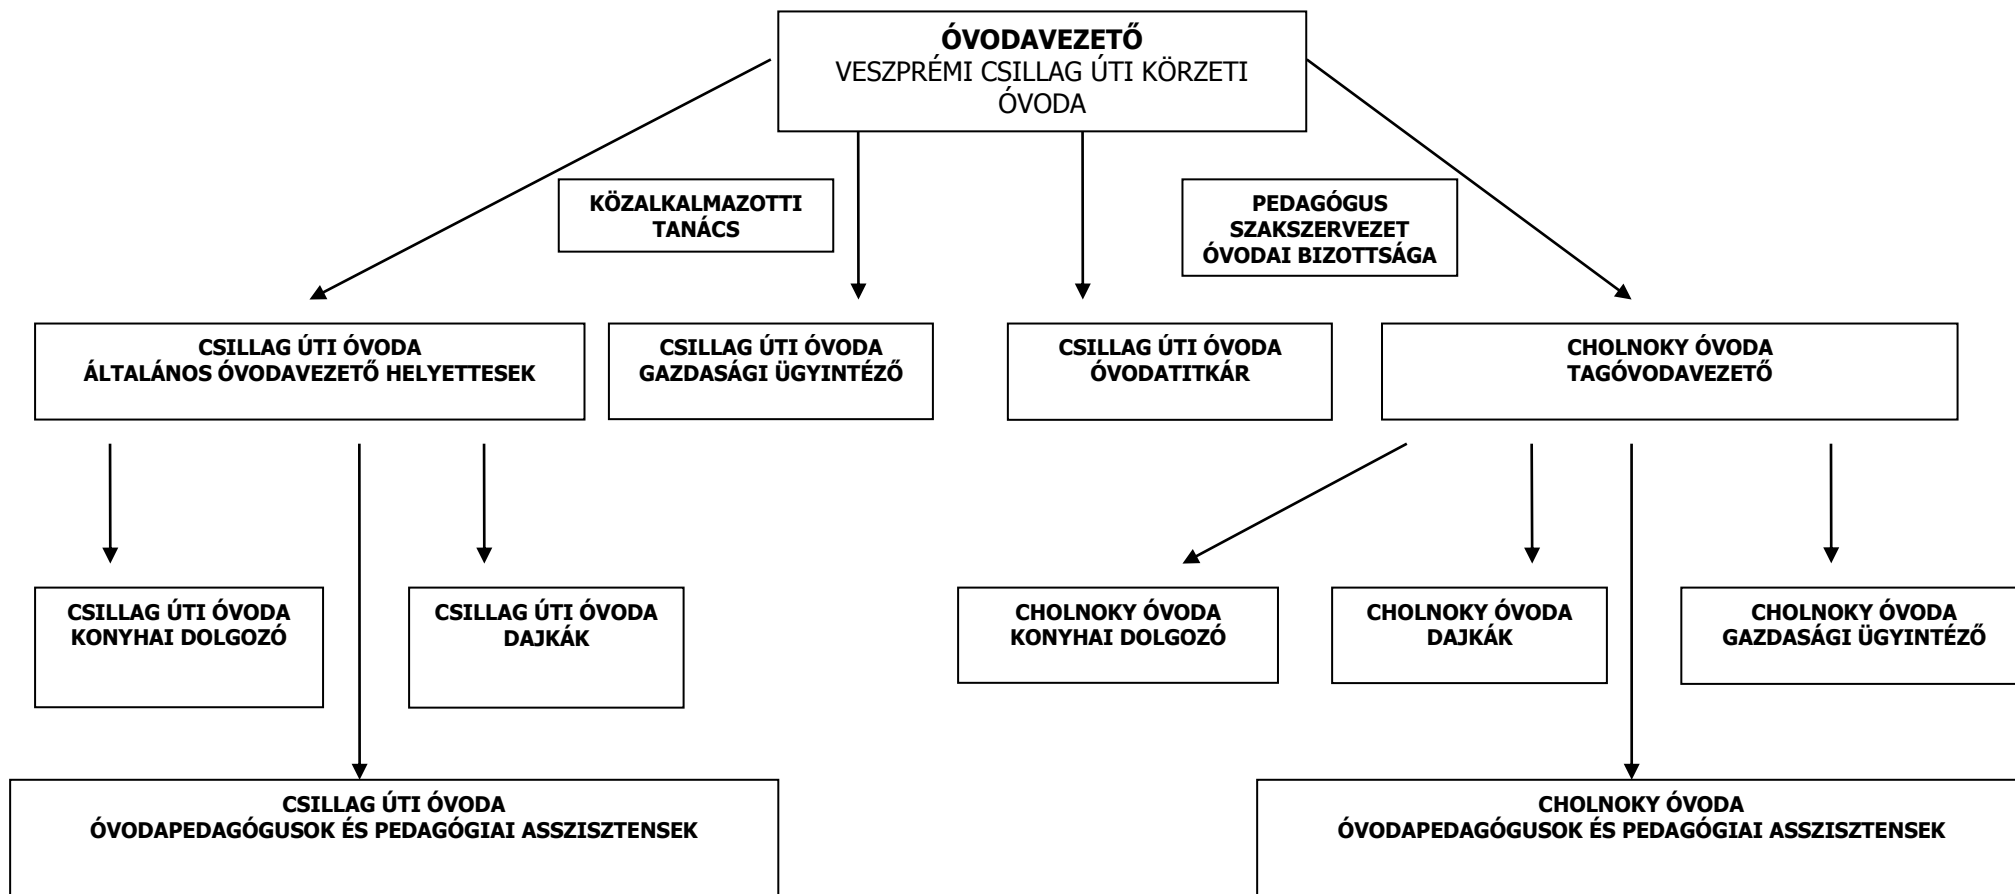 ÓVODAVEZETŐ
VESZPRÉMI CSILLAG ÚTI KÖRZETI
ÓVODA
KÖZALKALMAZOTTI
TANÁCS
PEDAGÓGUS
SZAKSZERVEZET
ÓVODAI BIZOTTSÁGA
CSILLAG ÚTI ÓVODA
ÁLTALÁNOS ÓVODAVEZETŐ HELYETTESEK
CSILLAG ÚTI ÓVODA
GAZDASÁGI ÜGYINTÉZŐ
CSILLAG ÚTI ÓVODA
ÓVODATITKÁR
CHOLNOKY ÓVODA
TAGÓVODAVEZETŐ
CSILLAG ÚTI ÓVODA
KONYHAI DOLGOZÓ
CSILLAG ÚTI ÓVODA
DAJKÁK
CHOLNOKY ÓVODA
KONYHAI DOLGOZÓ
CHOLNOKY ÓVODA
DAJKÁK
CHOLNOKY ÓVODA
GAZDASÁGI ÜGYINTÉZŐ
CSILLAG ÚTI ÓVODA
ÓVODAPEDAGÓGUSOK ÉS PEDAGÓGIAI ASSZISZTENSEK
CHOLNOKY ÓVODA
ÓVODAPEDAGÓGUSOK ÉS PEDAGÓGIAI ASSZISZTENSEK